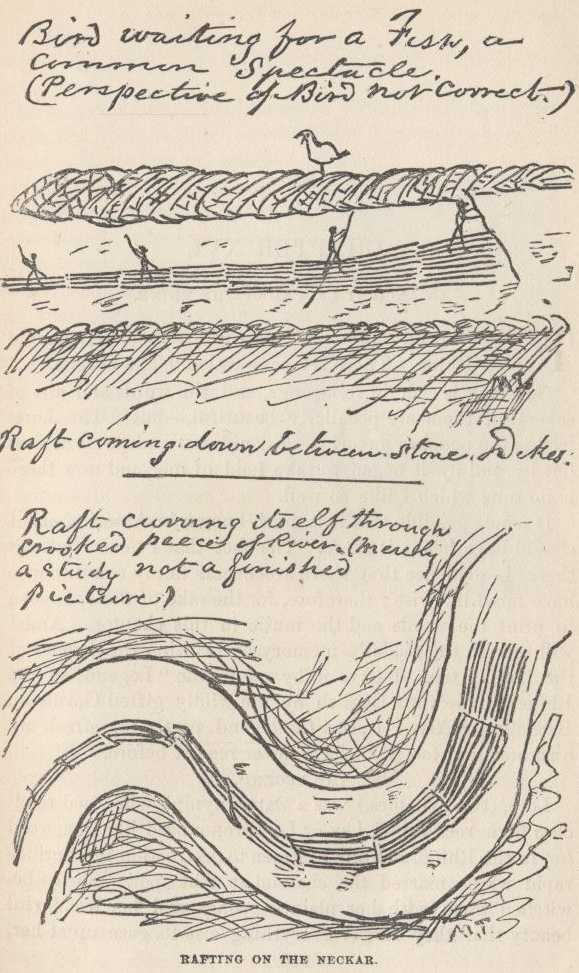 Bird waiting for a Fish, a
common Spectacle.
(Perspective of Bird not correct.)
M.T.
Raft coming down between stone Dikes.
Raft curving itself through
crooked peece of River. (Merely
a study not a finished
picture.)
M.T.
RAFTING ON THE NECKAR.